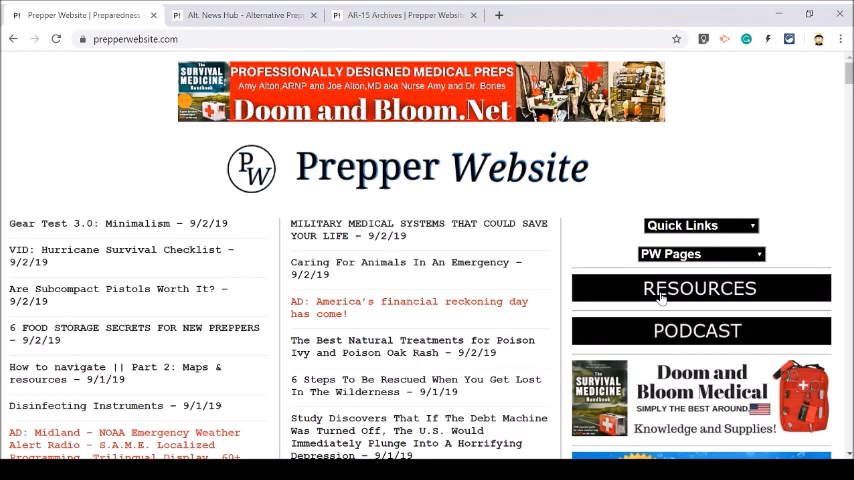 Prepper Website | Preparedness
Alt. News Hub - Alternative Prep
AR-15 Archives | Prepper Website
prepperwebsite.com
THE SURVIVAL MEDICINE Handbook
PROFESSIONALLY DESIGNED MEDICAL PREPS
Amy Alton,ARNP and Joe Alton,MD aka Nurse Amy and Dr. Bones
Doom and Bloom.Net
PW
Prepper Website
Gear Test 3.0: Minimalism – 9/2/19
VID: Hurricane Survival Checklist –
9/2/19
Are Subcompact Pistols Worth It? –
9/2/19
6 FOOD STORAGE SECRETS FOR NEW PREPPERS
– 9/2/19
How to navigate || Part 2: Maps &
resources – 9/1/19
Disinfecting Instruments – 9/1/19
AD: Midland – NOAA Emergency Weather
Alert Radio – S.A.M.E. Localized
Programming, Trilingual Display, 60+
MILITARY MEDICAL SYSTEMS THAT COULD SAVE
YOUR LIFE – 9/2/19
Caring For Animals In An Emergency –
9/2/19
AD: America’s financial reckoning day
has come!
The Best Natural Treatments for Poison
Ivy and Poison Oak Rash – 9/2/19
6 Steps To Be Rescued When You Get Lost
In The Wilderness – 9/1/19
Study Discovers That If The Debt Machine
Was Turned Off, The U.S. Would
Immediately Plunge Into A Horrifying
Depression – 9/1/19
Quick Links
PW Pages
RESOURCES
PODCAST
THE SURVIVAL MEDICINE Handbook
Doom and
Bloom Medical
SIMPLY THE BEST AROUND
Knowledge and Supplies!